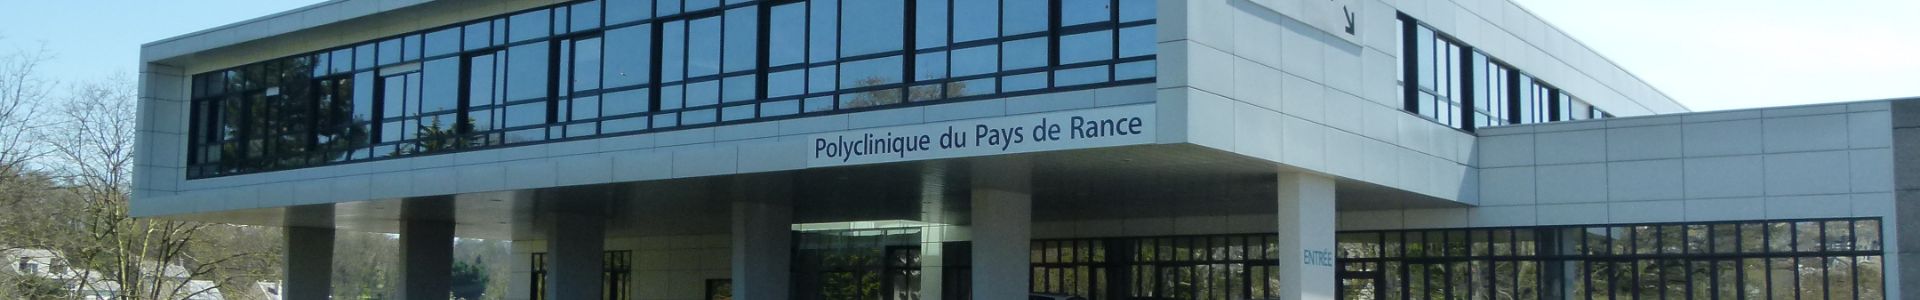 Polyclinique du Pays de Rance
ENTRÉE